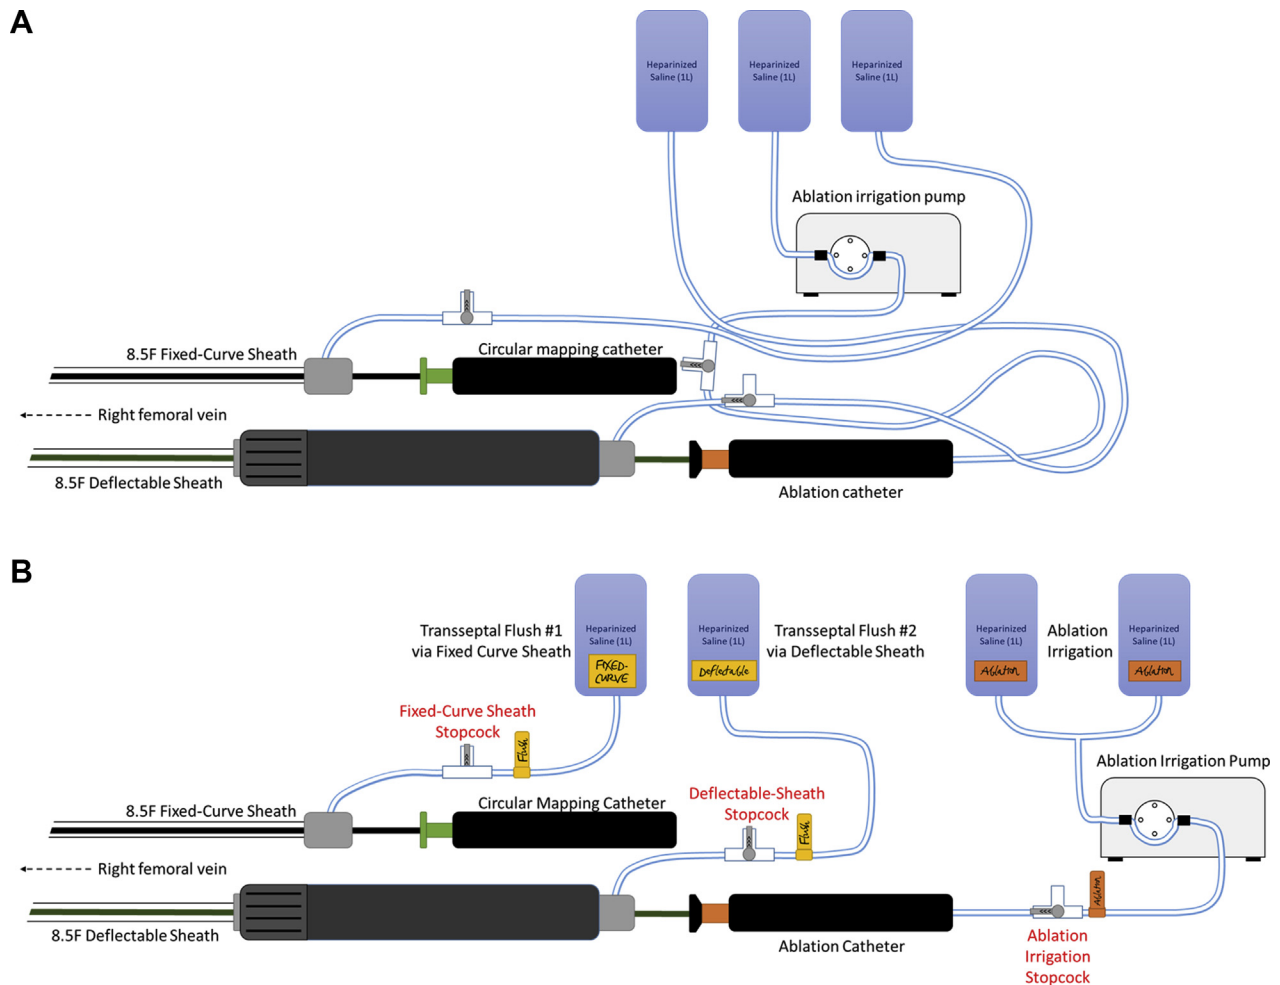 A
Heparinized
Saline (1L)
Heparinized
Saline (1L)
Heparinized
Saline (1L)
Ablation irrigation pump
8.5F Fixed-Curve Sheath
Circular mapping catheter
Right femoral vein
8.5F Deflectable Sheath
Ablation catheter
B
Transseptal Flush #1
via Fixed Curve Sheath
Heparinized
Saline (1L)
FIXED-
CURVE
Heparinized
Saline (1L)
Deflectable
Transseptal Flush #2
via Deflectable Sheath
Heparinized
Saline (1L)
Ablation
Ablation
Irrigation
Heparinized
Saline (1L)
Ablation
Fixed-Curve Sheath
Stopcock
Flush
Ablation Irrigation Pump
Deflectable-Sheath
Stopcock
Flush
8.5F Fixed-Curve Sheath
Circular Mapping Catheter
Right femoral vein
Ablation
8.5F Deflectable Sheath
Ablation Catheter
Ablation
Irrigation
Stopcock